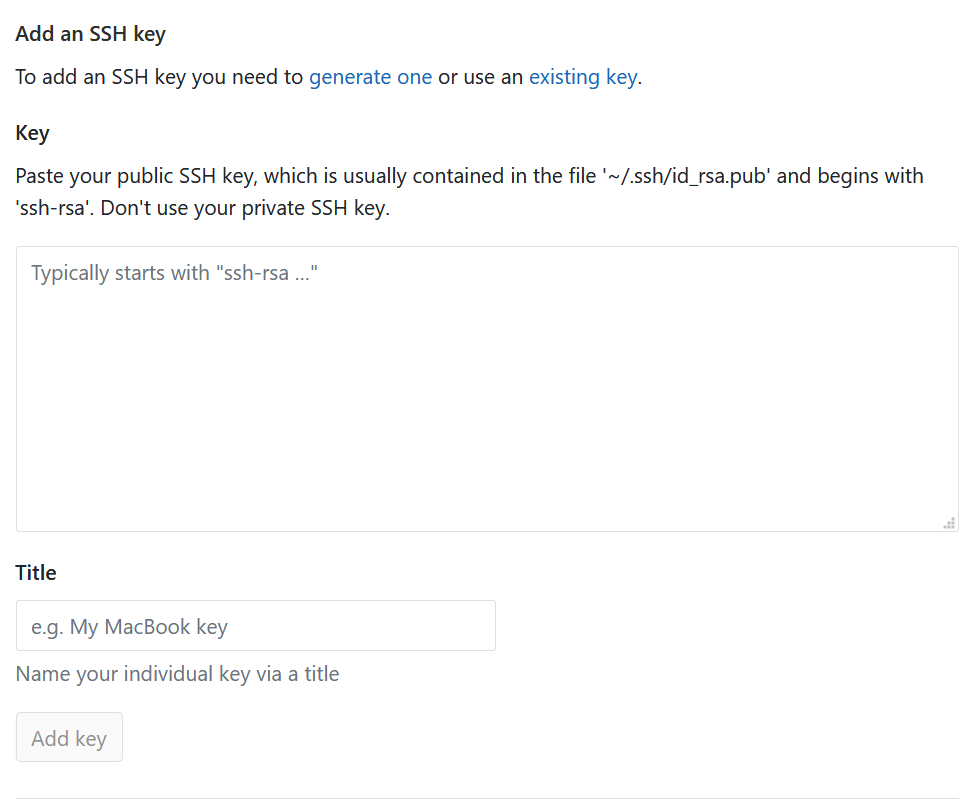 Add an SSH key
To add an SSH key you need to generate one or use an existing key.
Key
Paste your public SSH key, which is usually contained in the file '~/.ssh/id_rsa.pub' and begins with
'ssh-rsa'. Don't use your private SSH key.
Typically starts with "ssh-rsa ..."
Title
e.g. My MacBook key
Name your individual key via a title
Add key